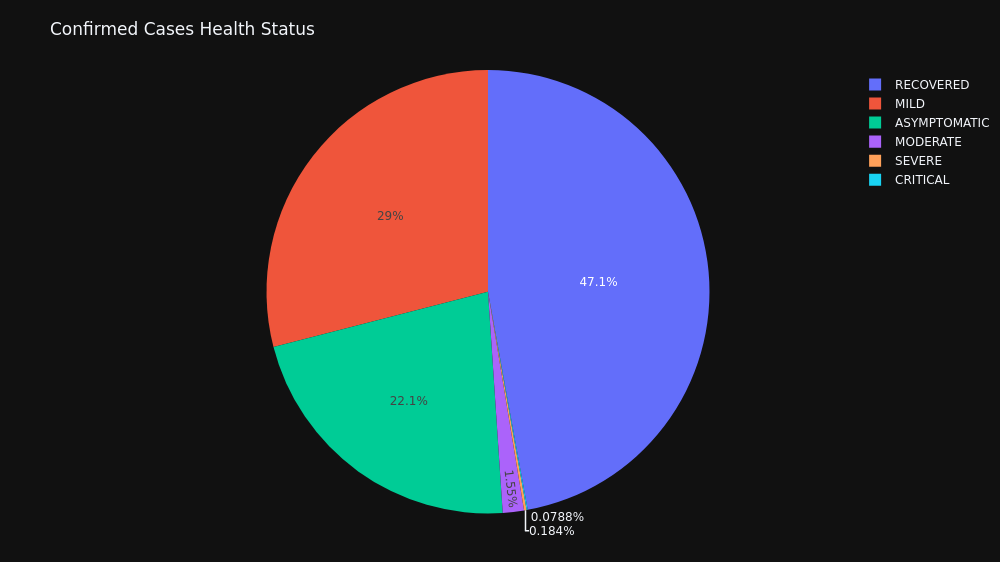 Confirmed Cases Health Status
RECOVERED
MILD
ASYMPTOMATIC
MODERATE
SEVERE
CRITICAL
29%
47.1%
22.1%
1.55%
0.0788%
0.184%